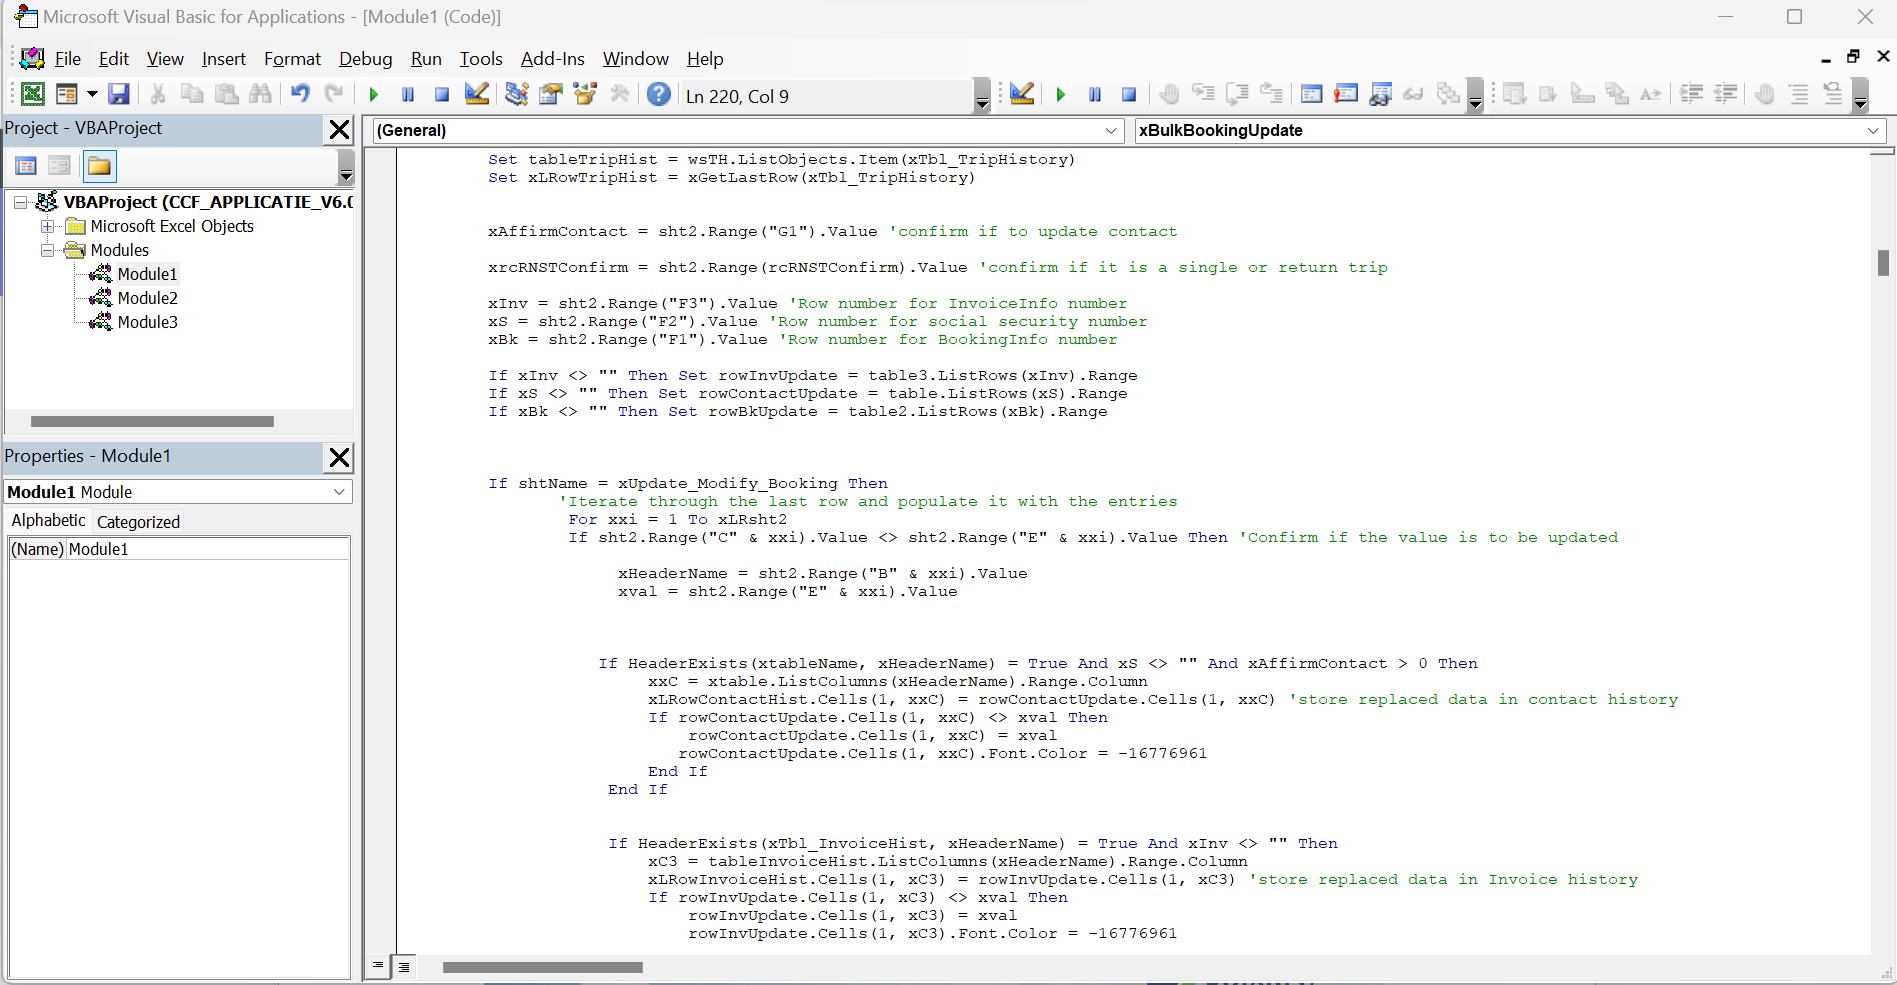 Microsoft Visual Basic for Applications - [Module1 (Code)]
File Edit View Insert Format Debug Run Tools Add-Ins Window Help
Ln 220, Col 9
Project - VBAProject
VBAProject (CCF_APPLICATIE_V6.0
Microsoft Excel Objects
Modules
Module1
Module2
Module3
Properties - Module1
Module1 Module
Alphabetic Categorized
(Name) Module1
(General) xBulkBookingUpdate
Set tableTripHist = wsTH.ListObjects.Item(xTbl_TripHistory)
Set xLRowTripHist = xGetLastRow(xTbl_TripHistory)
xAffirmContact = sht2.Range("G1").Value 'confirm if to update contact
xrcRNSTConfirm = sht2.Range(rcRNSTConfirm).Value 'confirm if it is a single or return trip
xInv = sht2.Range("F3").Value 'Row number for InvoiceInfo number
xS = sht2.Range("F2").Value 'Row number for social security number
xBk = sht2.Range("F1").Value 'Row number for BookingInfo number
If xInv <> "" Then Set rowInvUpdate = table3.ListRows(xInv).Range
If xS <> "" Then Set rowContactUpdate = table.ListRows(xS).Range
If xBk <> "" Then Set rowBkUpdate = table2.ListRows(xBk).Range
If shtName = xUpdate_Modify_Booking Then
'Iterate through the last row and populate it with the entries
For xxi = 1 To xLRsht2
If sht2.Range("C" & xxi).Value <> sht2.Range("E" & xxi).Value Then 'Confirm if the value is to be updated
xHeaderName = sht2.Range("B" & xxi).Value
xval = sht2.Range("E" & xxi).Value
If HeaderExists(xtableName, xHeaderName) = True And xS <> "" And xAffirmContact > 0 Then
xxC = xtable.ListColumns(xHeaderName).Range.Column
xLRowContactHist.Cells(1, xxC) = rowContactUpdate.Cells(1, xxC) 'store replaced data in contact history
If rowContactUpdate.Cells(1, xxC) <> xval Then
rowContactUpdate.Cells(1, xxC) = xval
rowContactUpdate.Cells(1, xxC).Font.Color = -16776961
End If
End If
If HeaderExists(xTbl_InvoiceHist, xHeaderName) = True And xInv <> "" Then
xC3 = tableInvoiceHist.ListColumns(xHeaderName).Range.Column
xLRowInvoiceHist.Cells(1, xC3) = rowInvUpdate.Cells(1, xC3) 'store replaced data in Invoice history
If rowInvUpdate.Cells(1, xC3) <> xval Then
rowInvUpdate.Cells(1, xC3) = xval
rowInvUpdate.Cells(1, xC3).Font.Color = -16776961